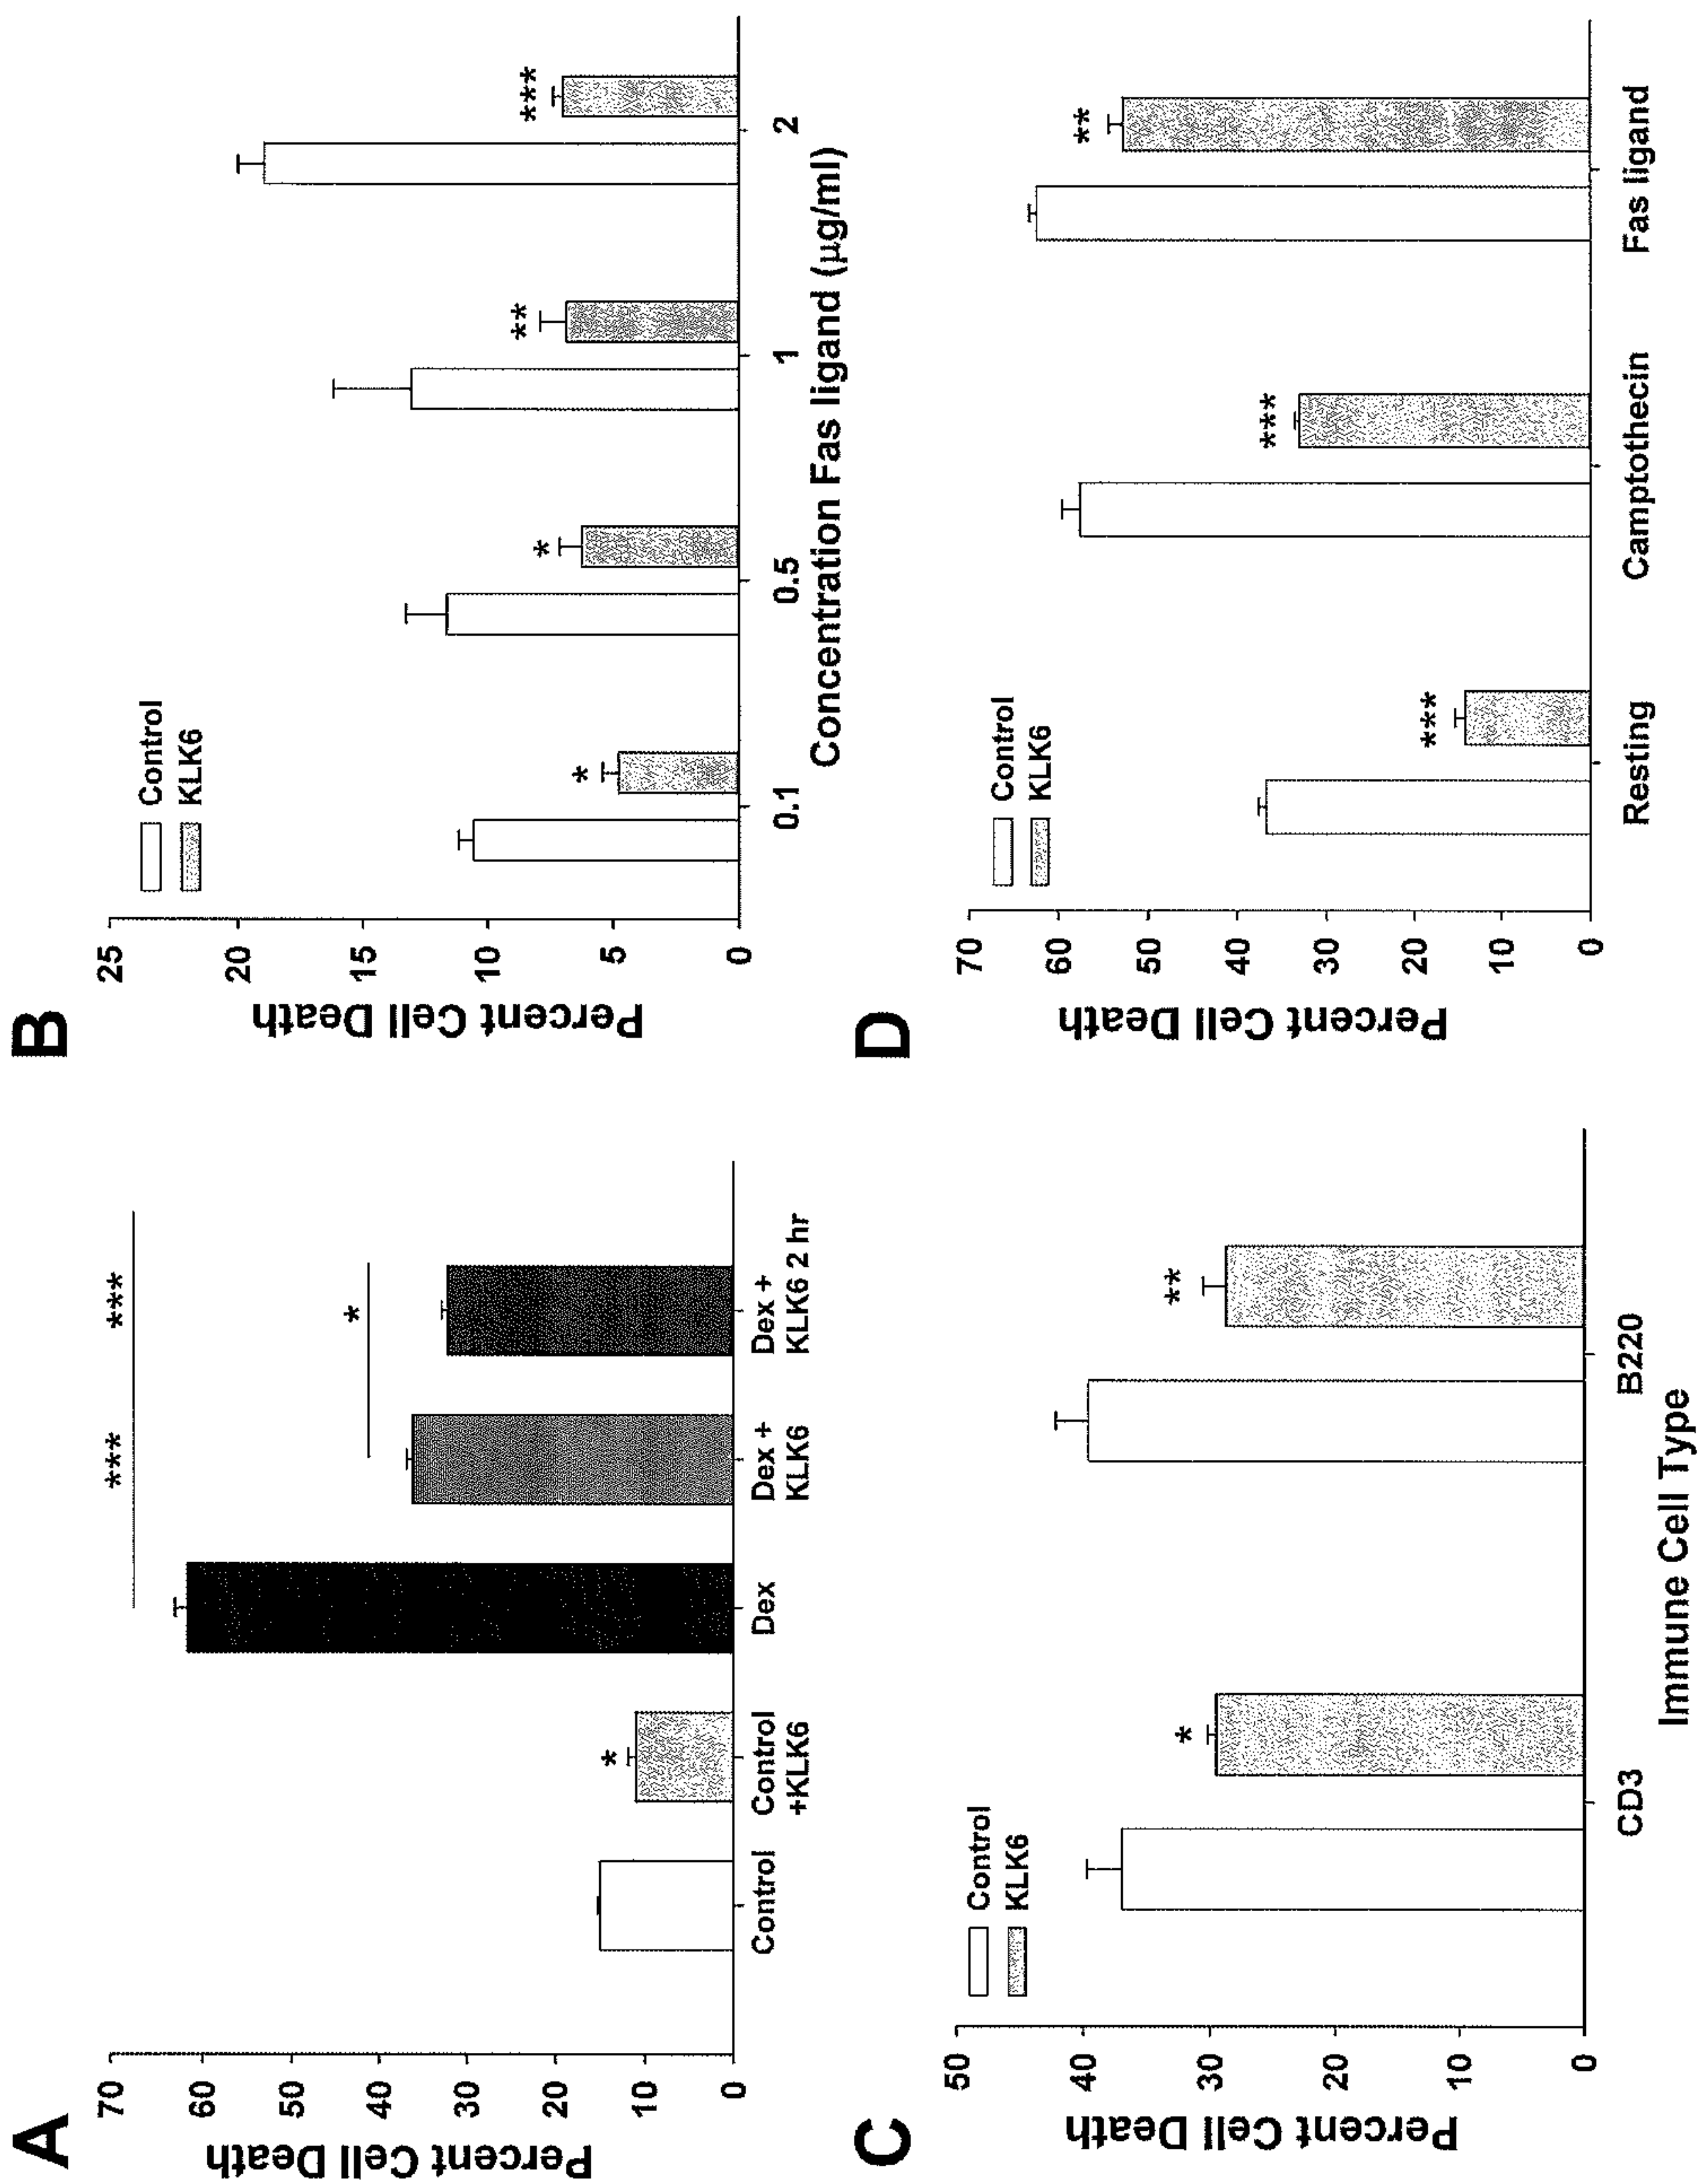 A
Percent Cell Death
70
60
50
40
30
20
10
0
***
***
*
*
Control
Control
+KLK6
Dex
Dex +
KLK6
Dex +
KLK6 2 hr
B
Percent Cell Death
25
20
15
10
5
0
Control
KLK6
*
*
**
***
0.1
0.5
1
2
Concentration Fas ligand (µg/ml)
C
Percent Cell Death
50
40
30
20
10
0
Control
KLK6
*
**
CD3
B220
Immune Cell Type
D
Percent Cell Death
70
60
50
40
30
20
10
0
Control
KLK6
***
***
**
Resting
Camptothecin
Fas ligand